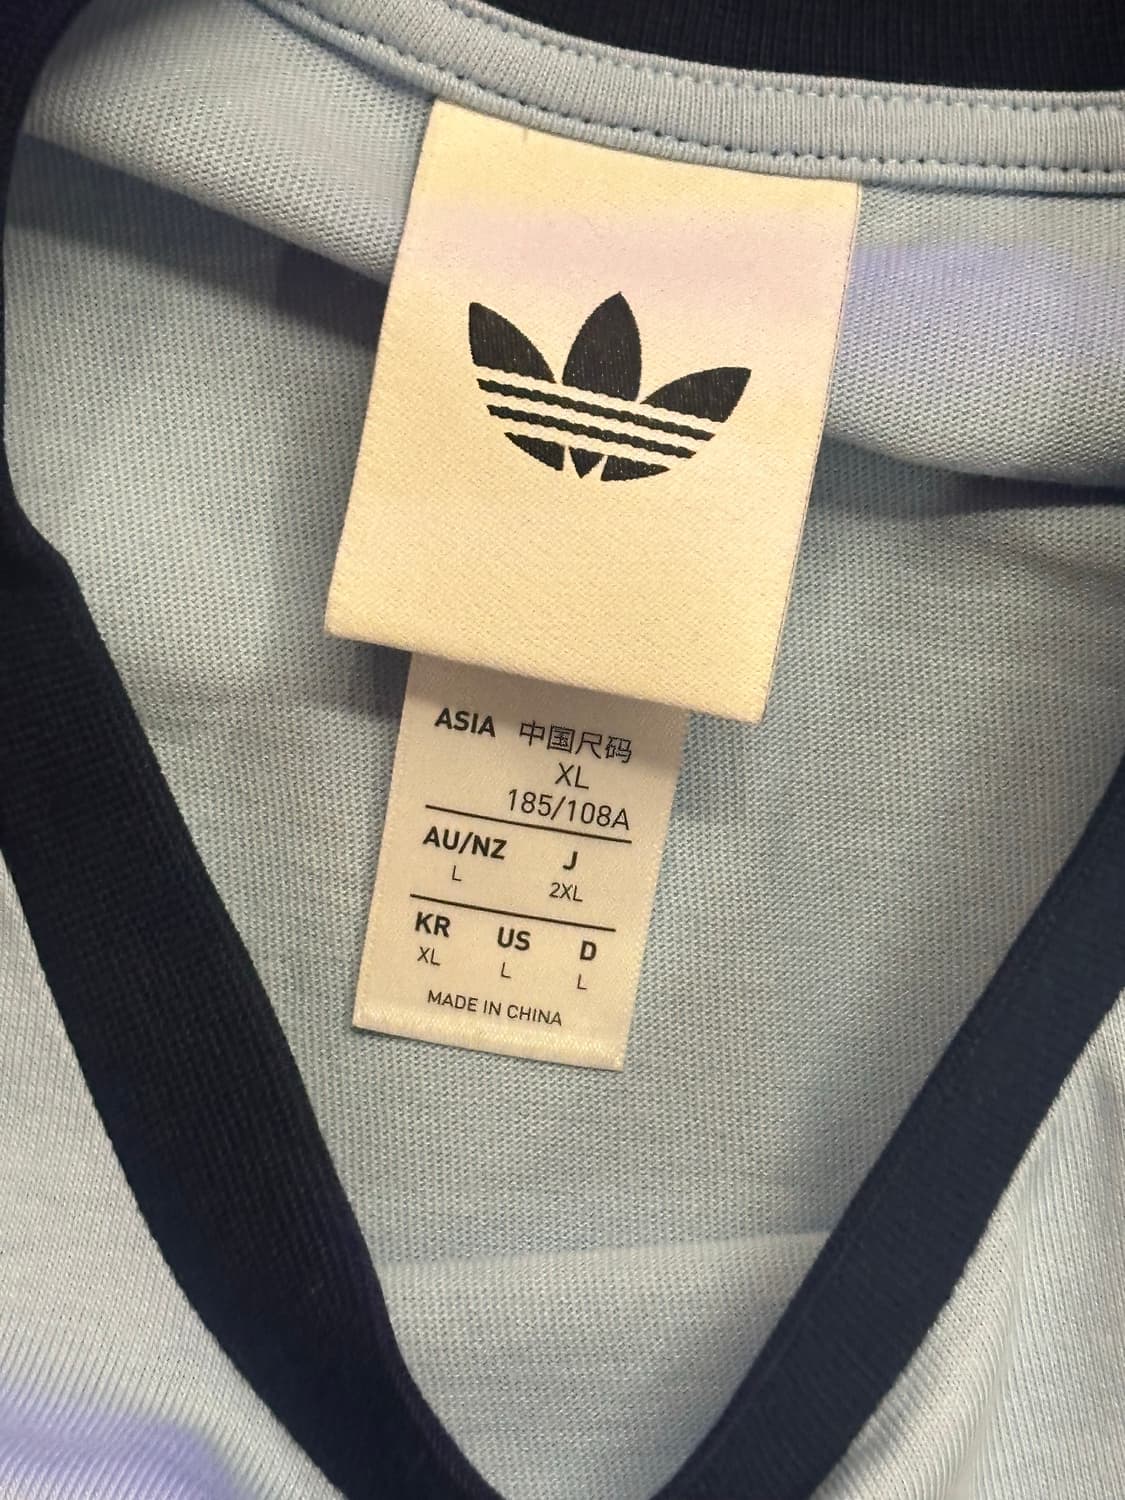 ASIA 中国尺码
XL
185/108A
AU/NZ J
L 2XL
KR US D
XL L L
MADE IN CHINA